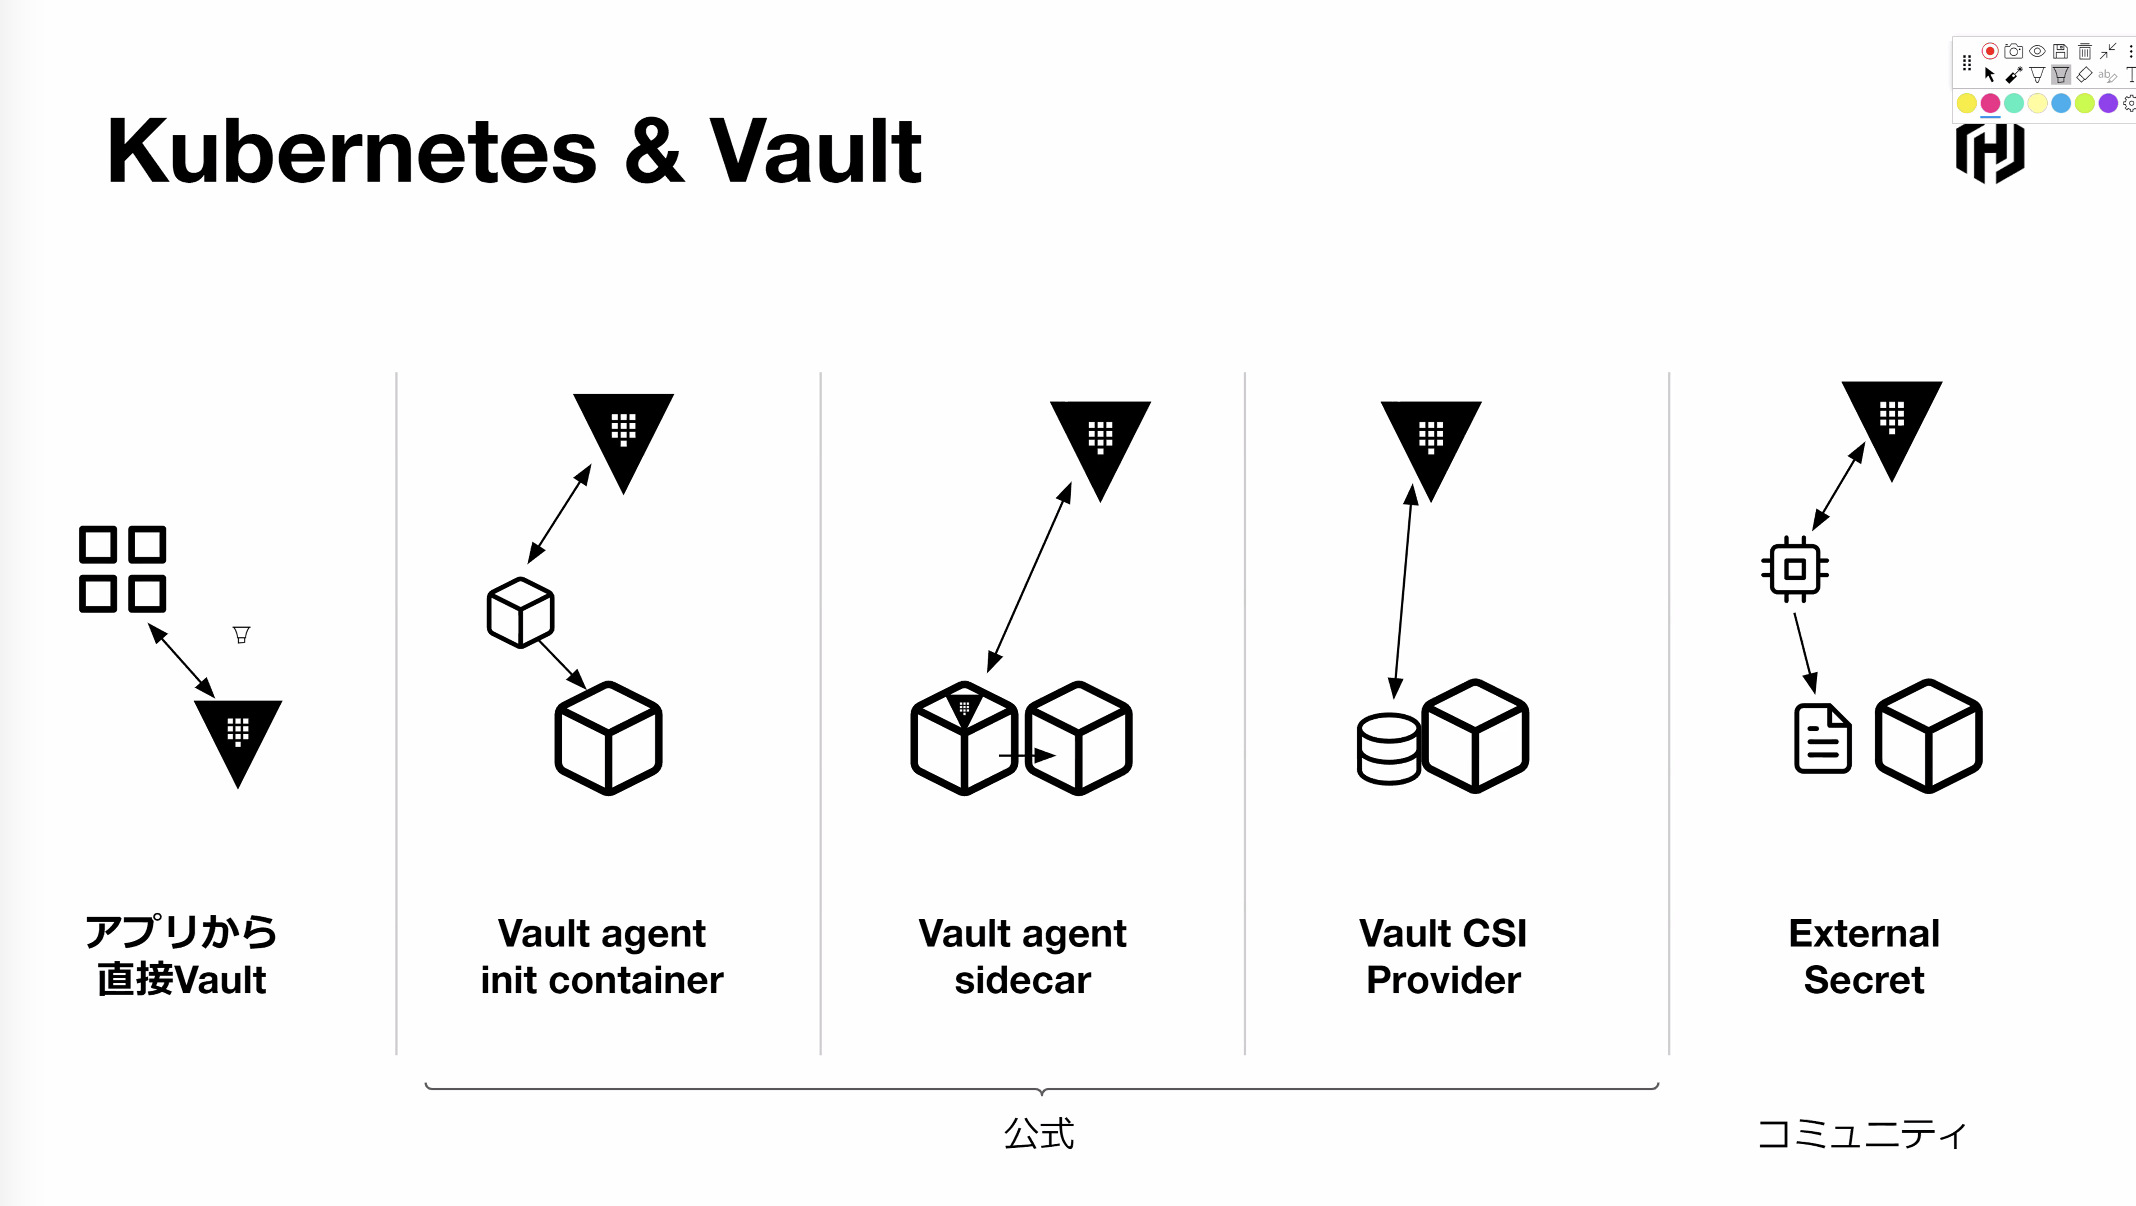 Kubernetes & Vault
アプリから
直接Vault
Vault agent
init container
Vault agent
sidecar
Vault CSI
Provider
External
Secret
公式
コミュニティ